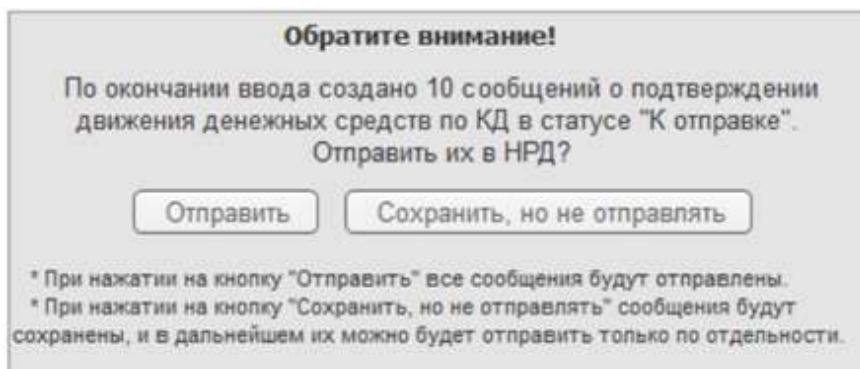 Обратите внимание!
По окончании ввода создано 10 сообщений о подтверждении
движения денежных средств по КД в статусе "К отправке".
Отправить их в НРД?
Отправить
Сохранить, но не отправлять
* При нажатии на кнопку "Отправить" все сообщения будут отправлены.
* При нажатии на кнопку "Сохранить, но не отправлять" сообщения будут
сохранены, и в дальнейшем их можно будет отправить только по отдельности.